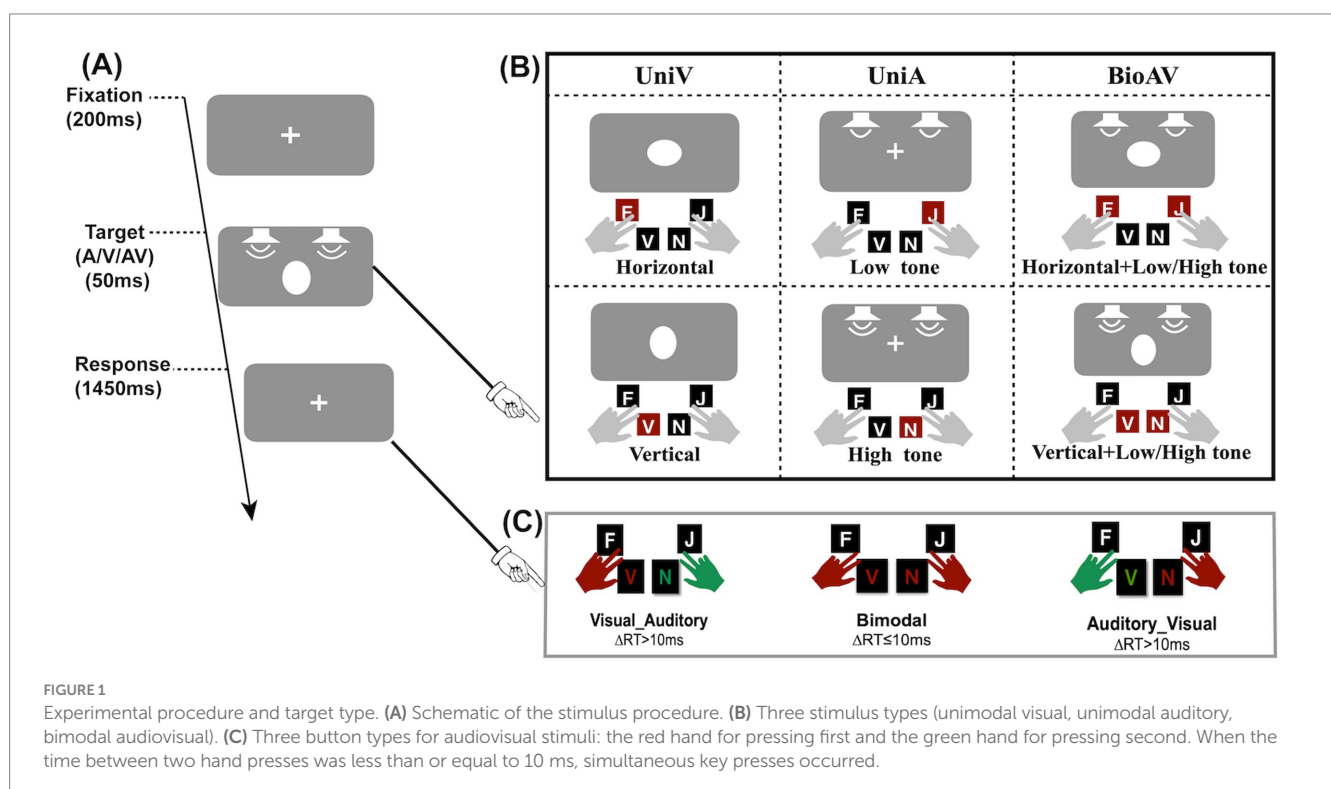 (A)
Fixation
(200ms)
Target
(A/V/AV)
(50ms)
Response
(1450ms)
(B)
UniV UniA BioAV
F J F J F J
V N V N V N
Horizontal Low tone Horizontal+Low/High tone
F J F J F J
V N V N V N
Vertical High tone Vertical+Low/High tone
(C)
F J F J F J
V N V N V N
Visual_Auditory Bimodal Auditory_Visual
ΔRT>10ms ΔRT≤10ms ΔRT>10ms
FIGURE 1
Experimental procedure and target type. (A) Schematic of the stimulus procedure. (B) Three stimulus types (unimodal visual, unimodal auditory,
bimodal audiovisual). (C) Three button types for audiovisual stimuli: the red hand for pressing first and the green hand for pressing second. When the
time between two hand presses was less than or equal to 10 ms, simultaneous key presses occurred.